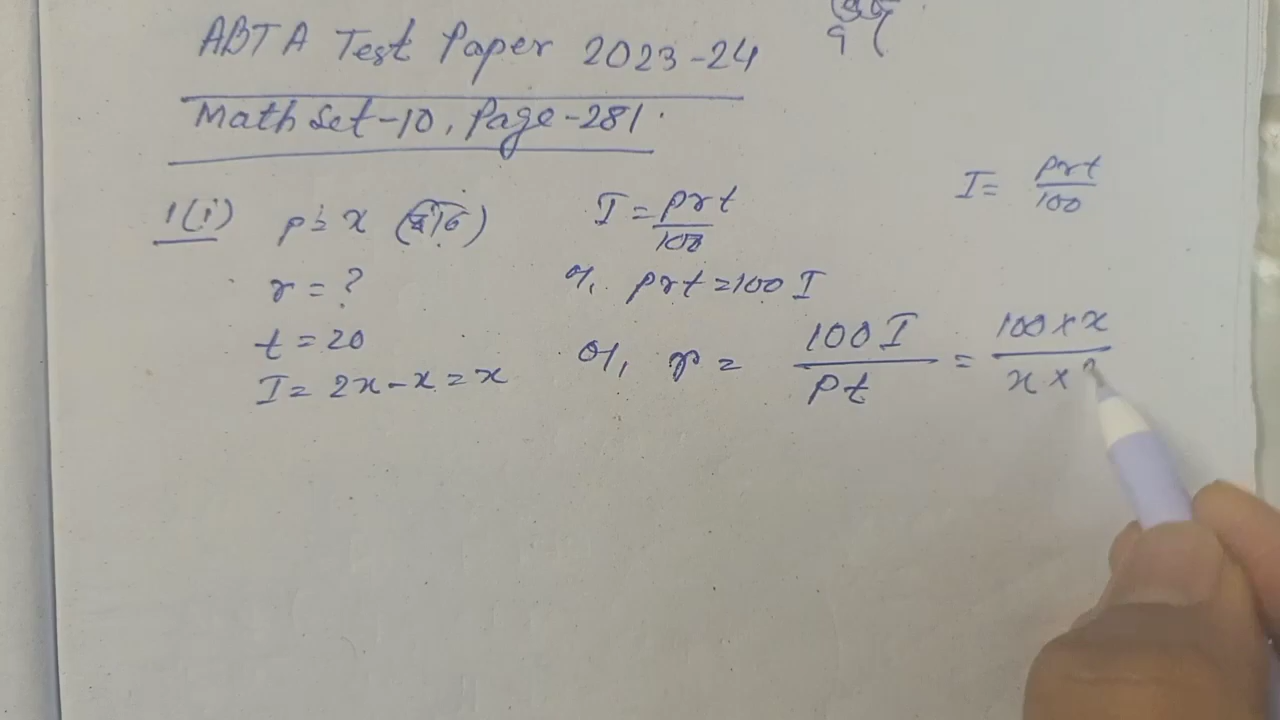 ABTA Test Paper 2023-24
Math Set-10, Page-281.
1(i) p = x (ধরি)
r = ?
t = 20
I = 2x - x = x
I = prt/100
বা, prt = 100 I
বা, r = 100 I / pt = 100 × x / x ×
I = prt/100